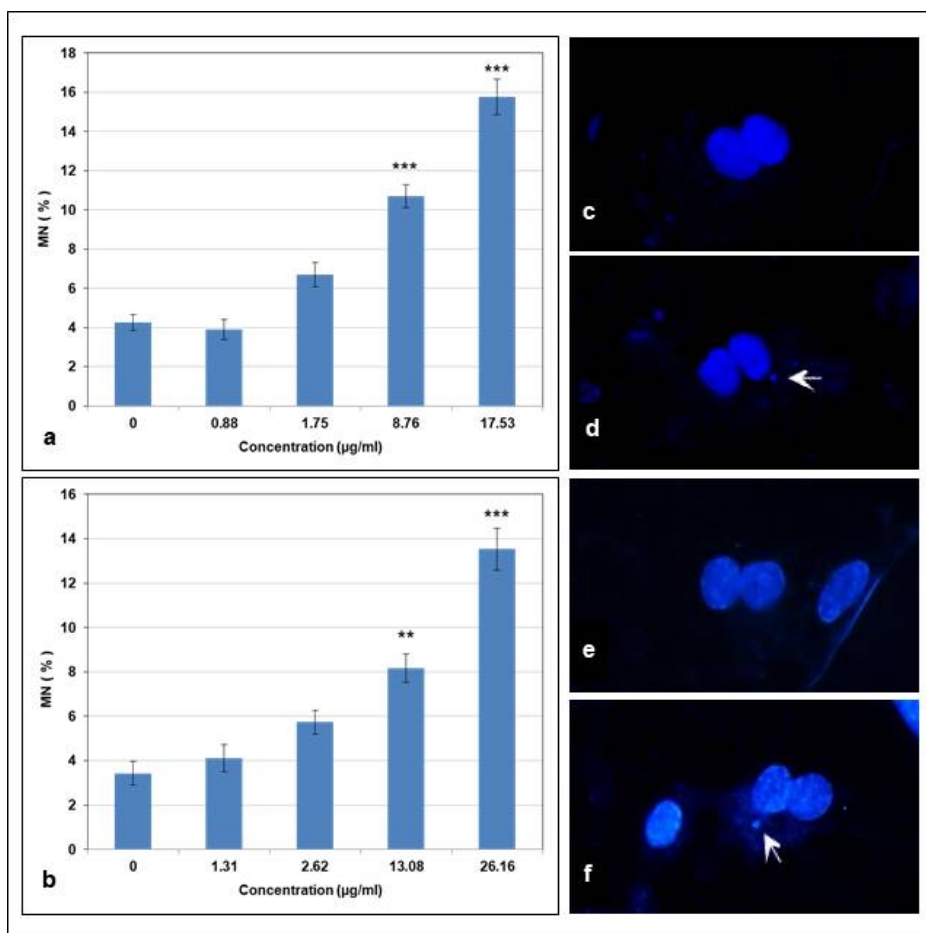 18
16
14
12
10
8
6
4
2
0
MN ( % )
***
***
0 0.88 1.75 8.76 17.53
Concentration (µg/ml)
a
16
14
12
10
8
6
4
2
0
MN ( % )
***
**
0 1.31 2.62 13.08 26.16
Concentration (µg/ml)
b
c
d
e
f